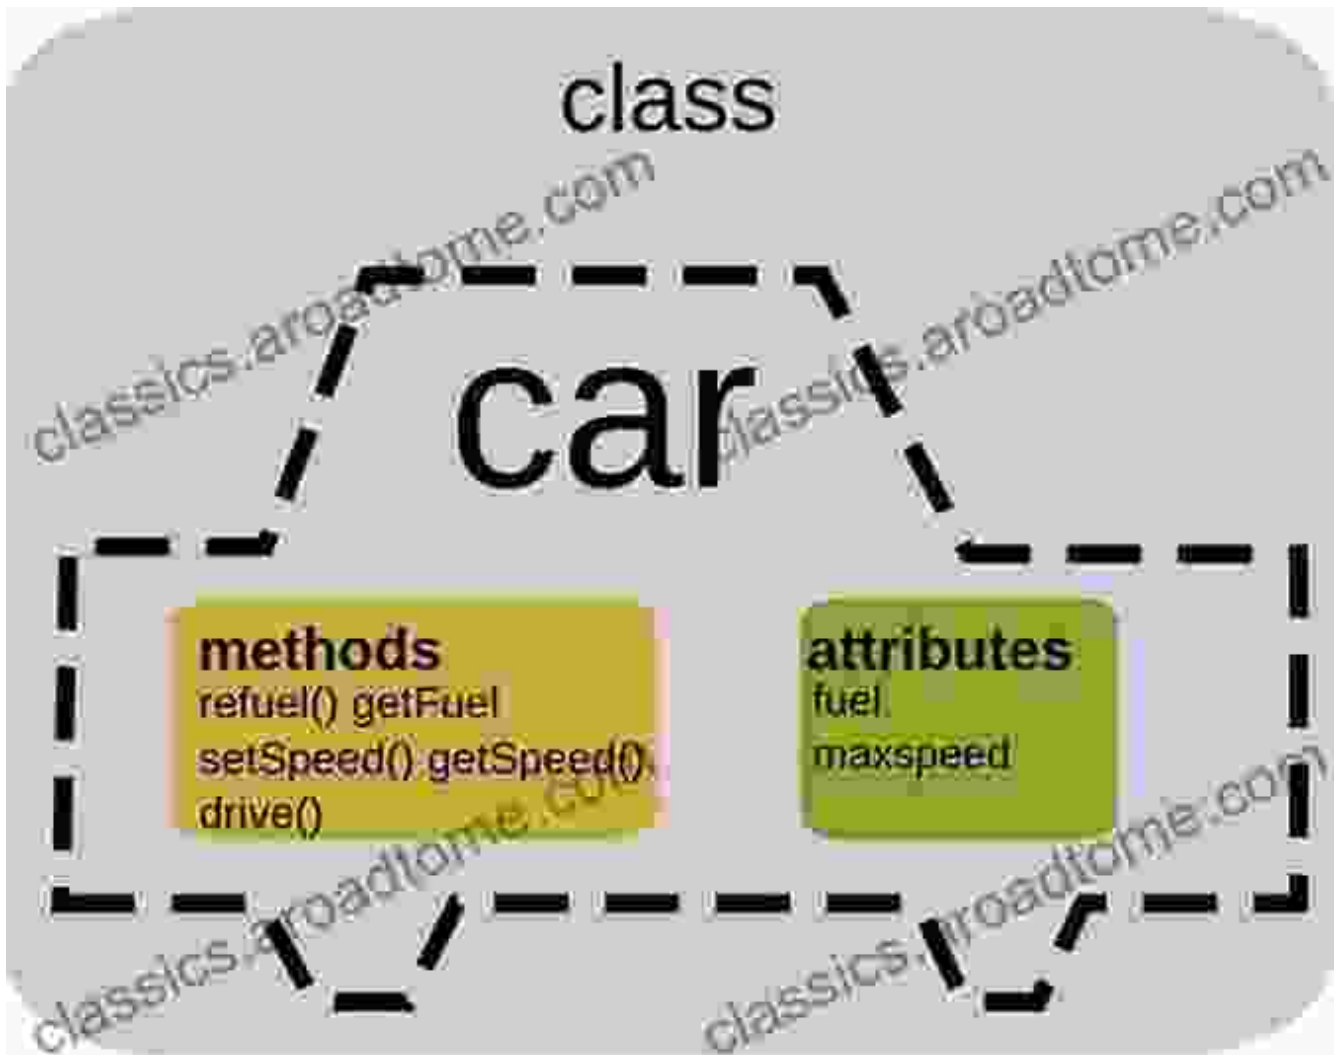 class
classics.aroadtome.com
classics.aroadtome.com
car
methods
refuel() getFuel
setSpeed() getSpeed()
drive()
attributes
fuel
maxspeed
classics.aroadtome.com
classics.aroadtome.com